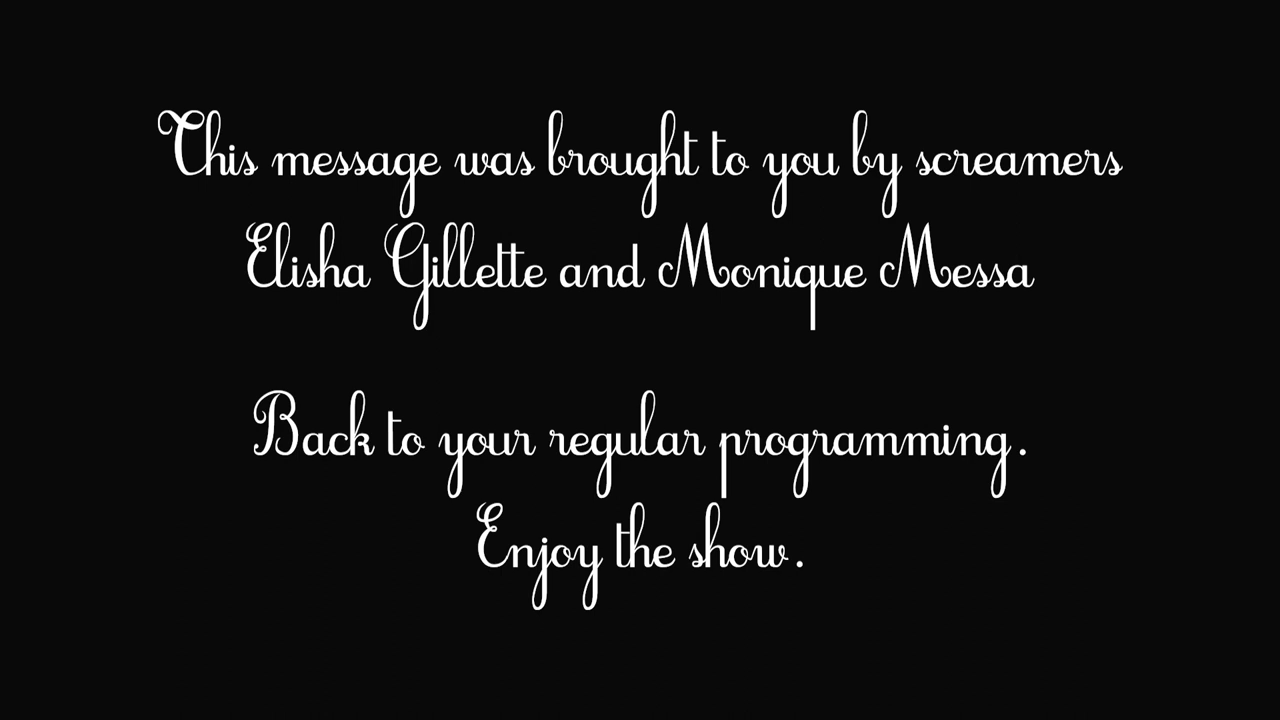 This message was brought to you by screamers
Elisha Gillette and Monique Messa
Back to your regular programming.
Enjoy the show.